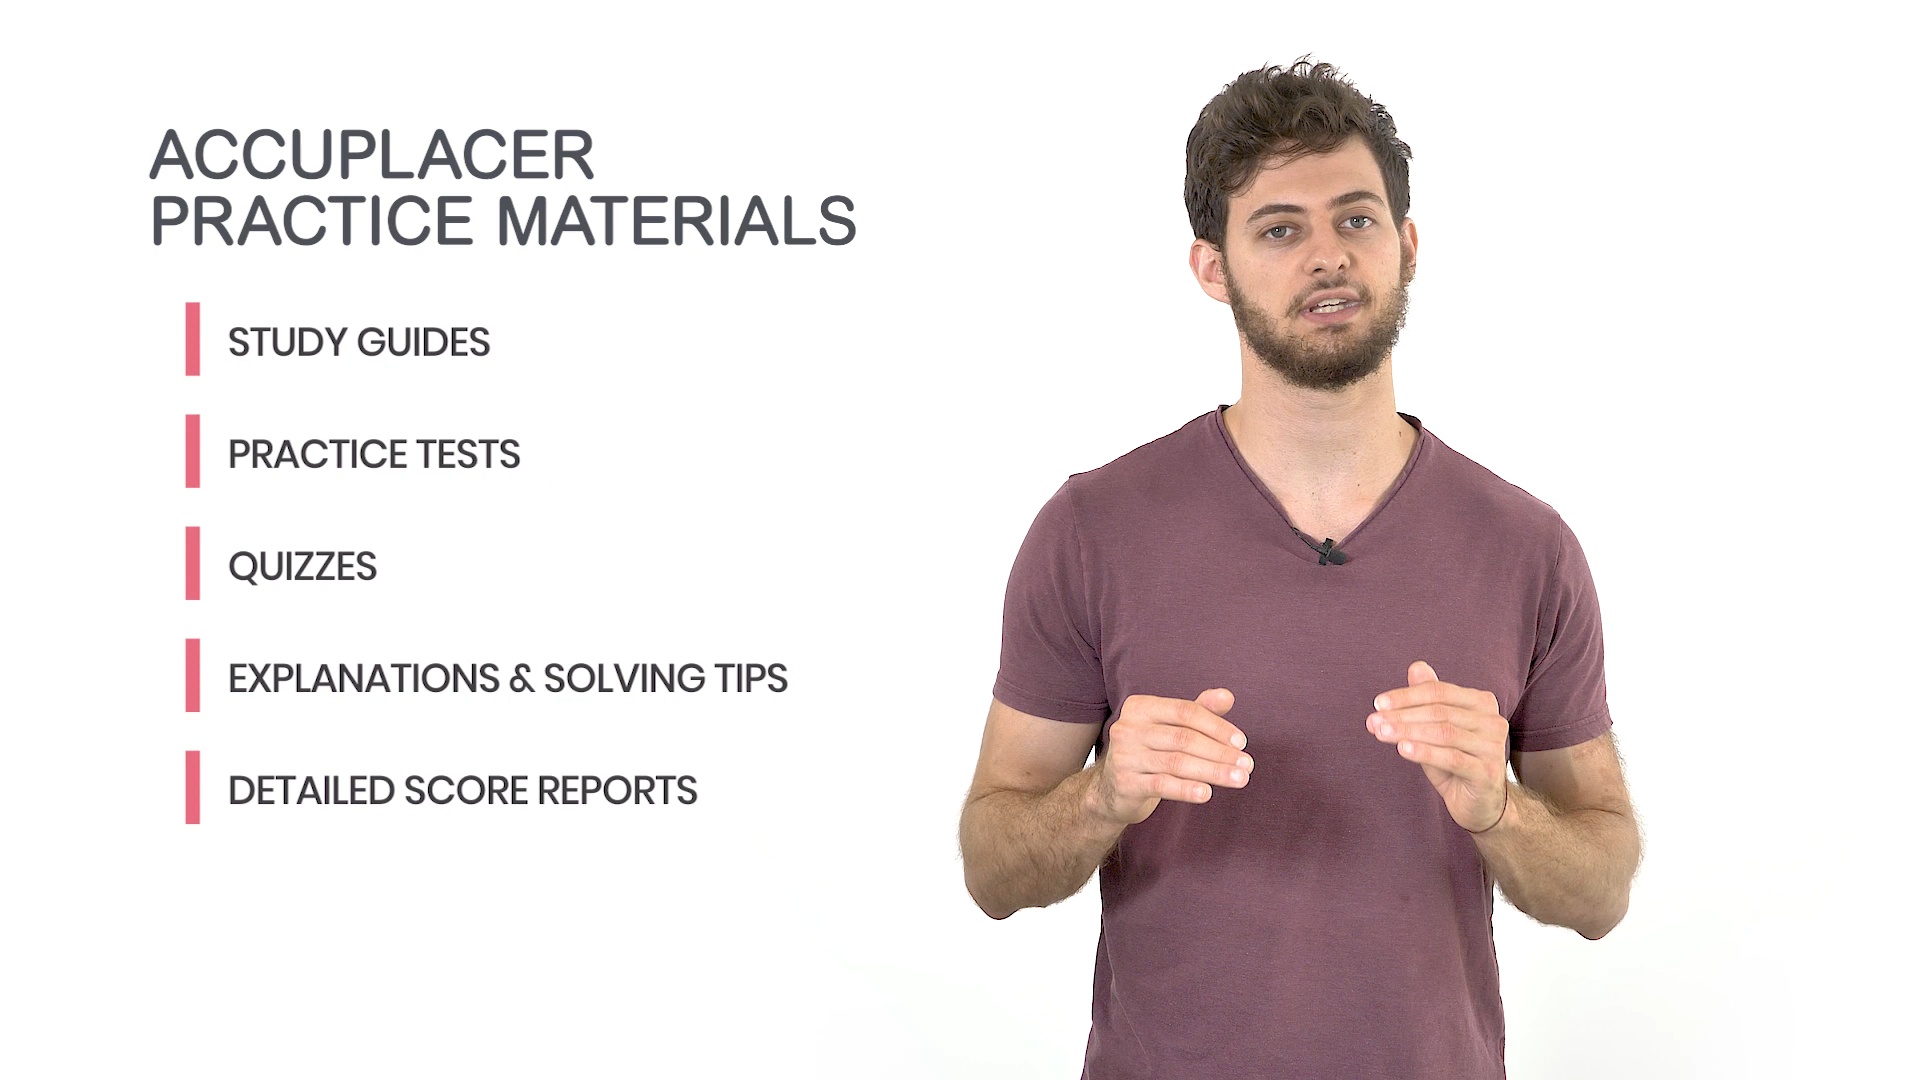 ACCUPLACER
PRACTICE MATERIALS
STUDY GUIDES
PRACTICE TESTS
QUIZZES
EXPLANATIONS & SOLVING TIPS
DETAILED SCORE REPORTS